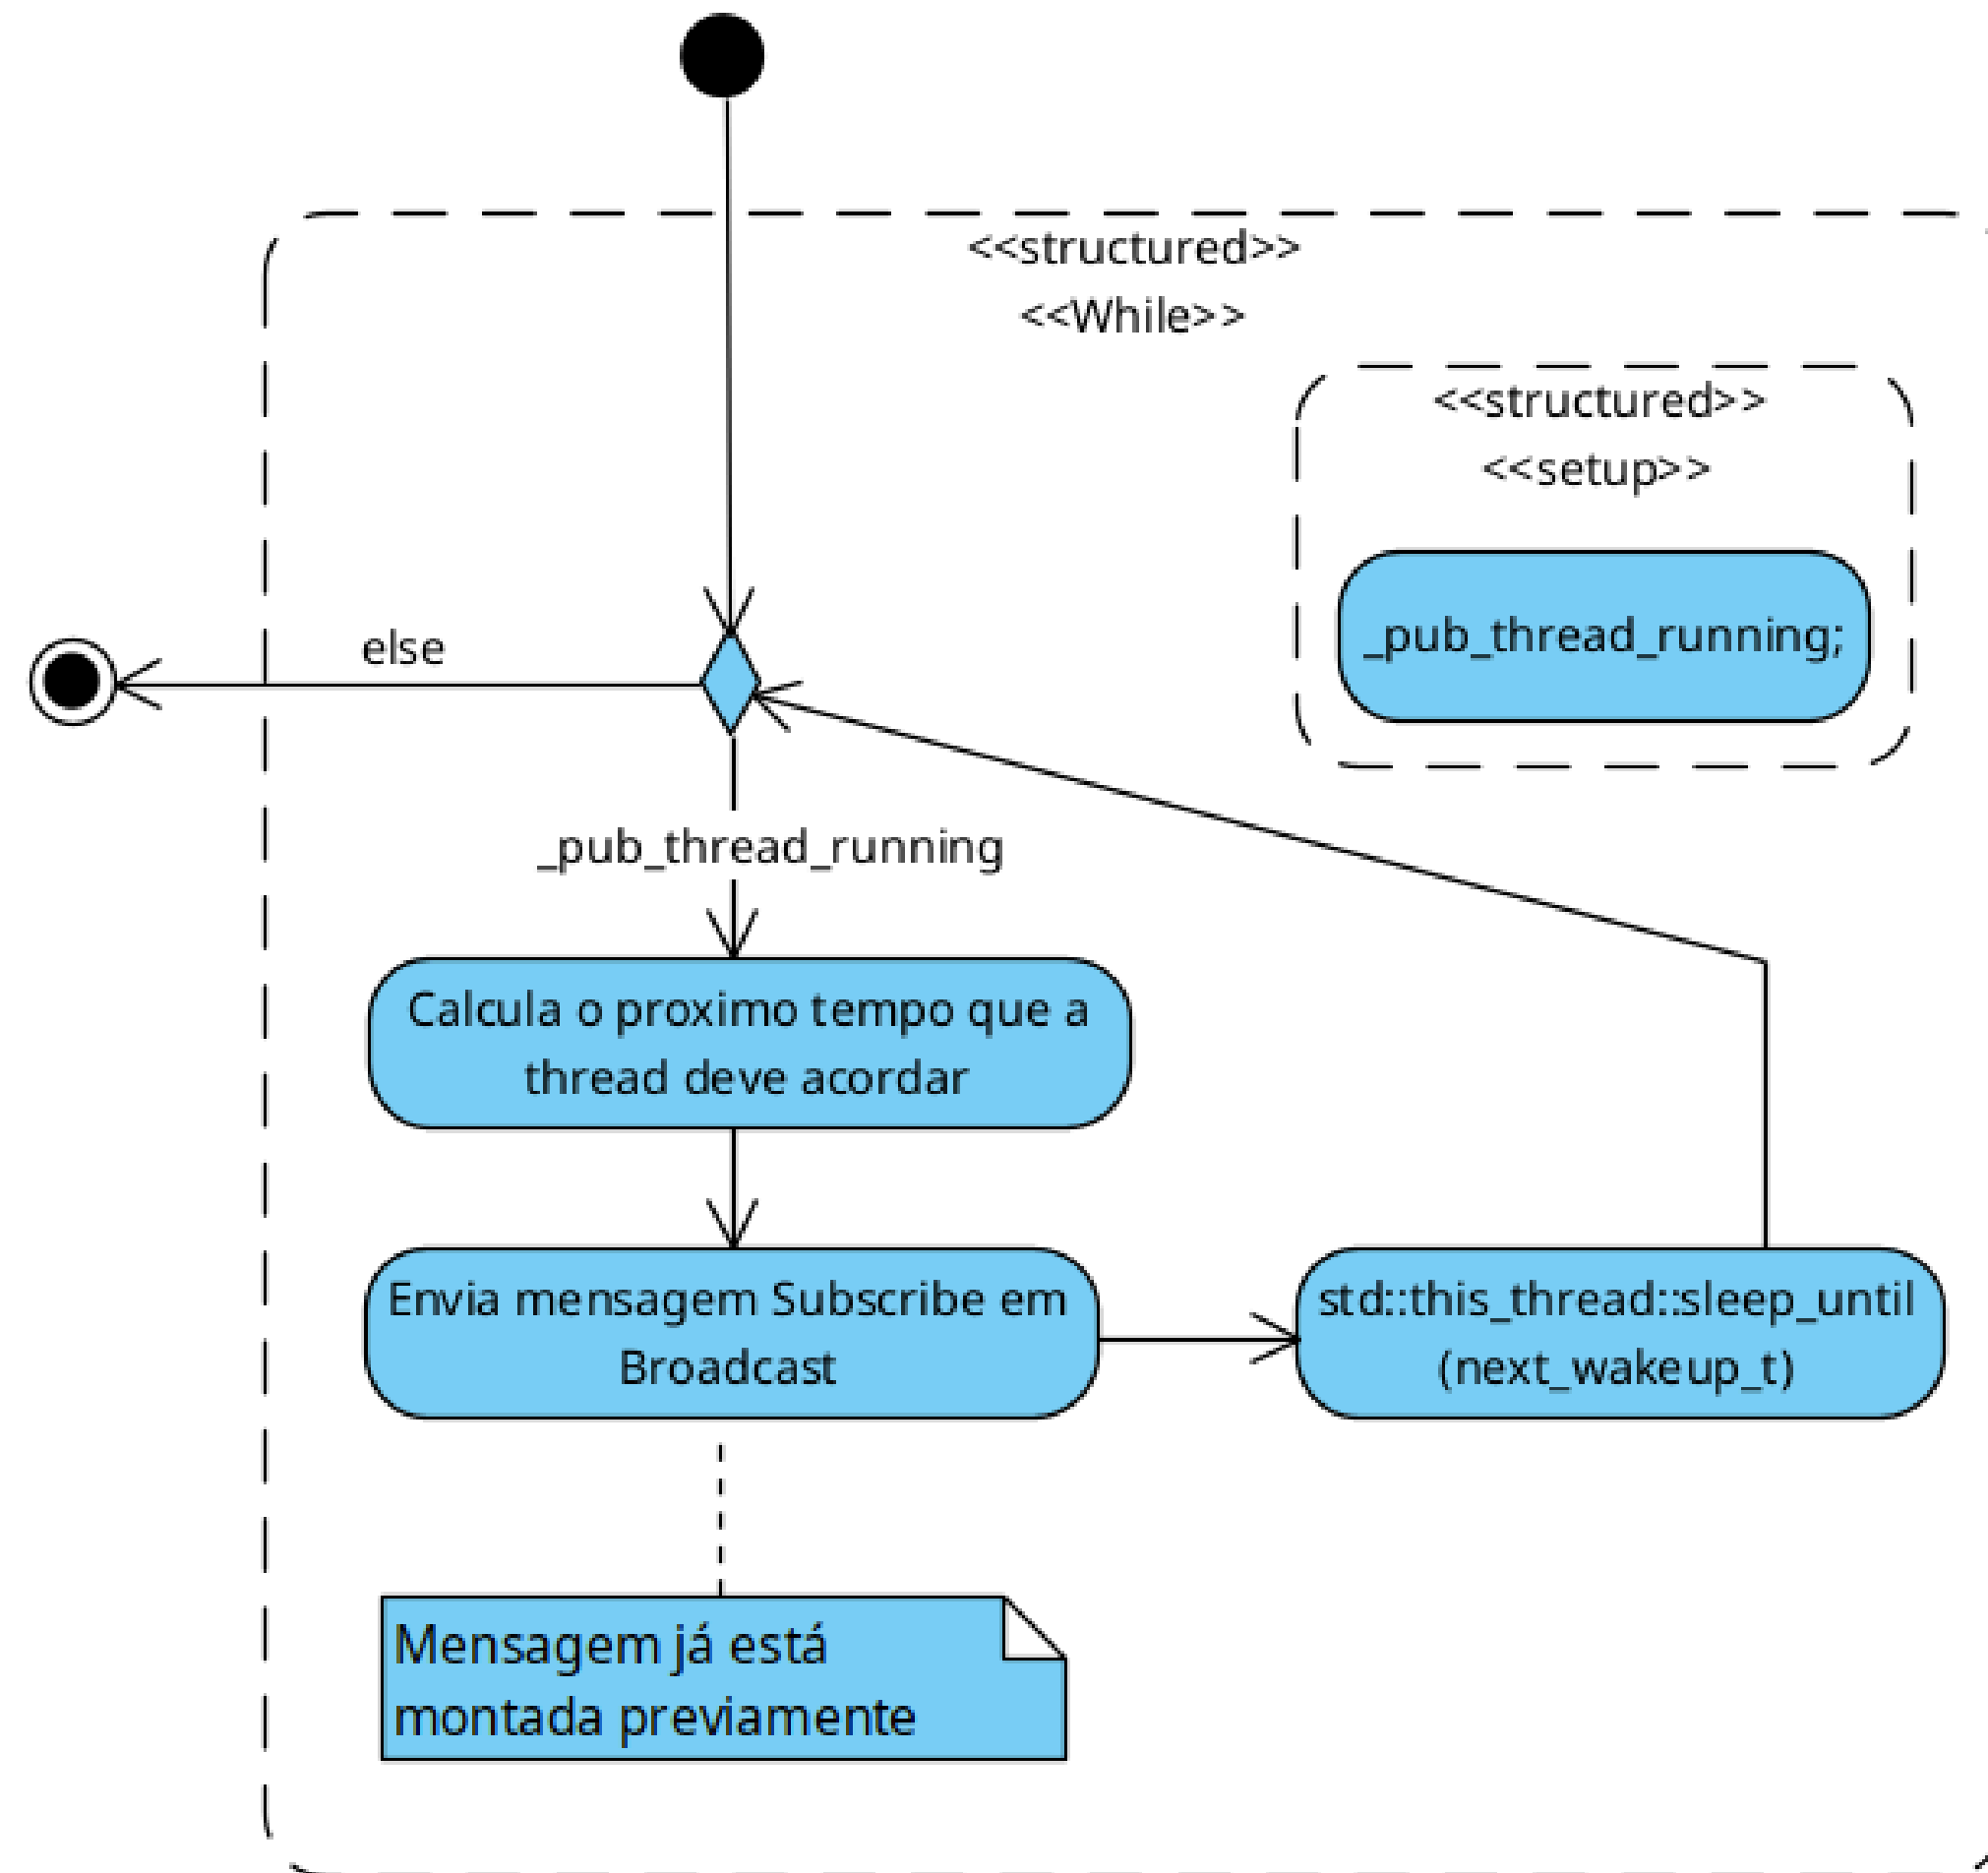 <<structured>>
<<While>>
<<structured>>
<<setup>>
_pub_thread_running;
else
_pub_thread_running
Calcula o proximo tempo que a
thread deve acordar
Envia mensagem Subscribe em
Broadcast
std::this_thread::sleep_until
(next_wakeup_t)
Mensagem já está
montada previamente